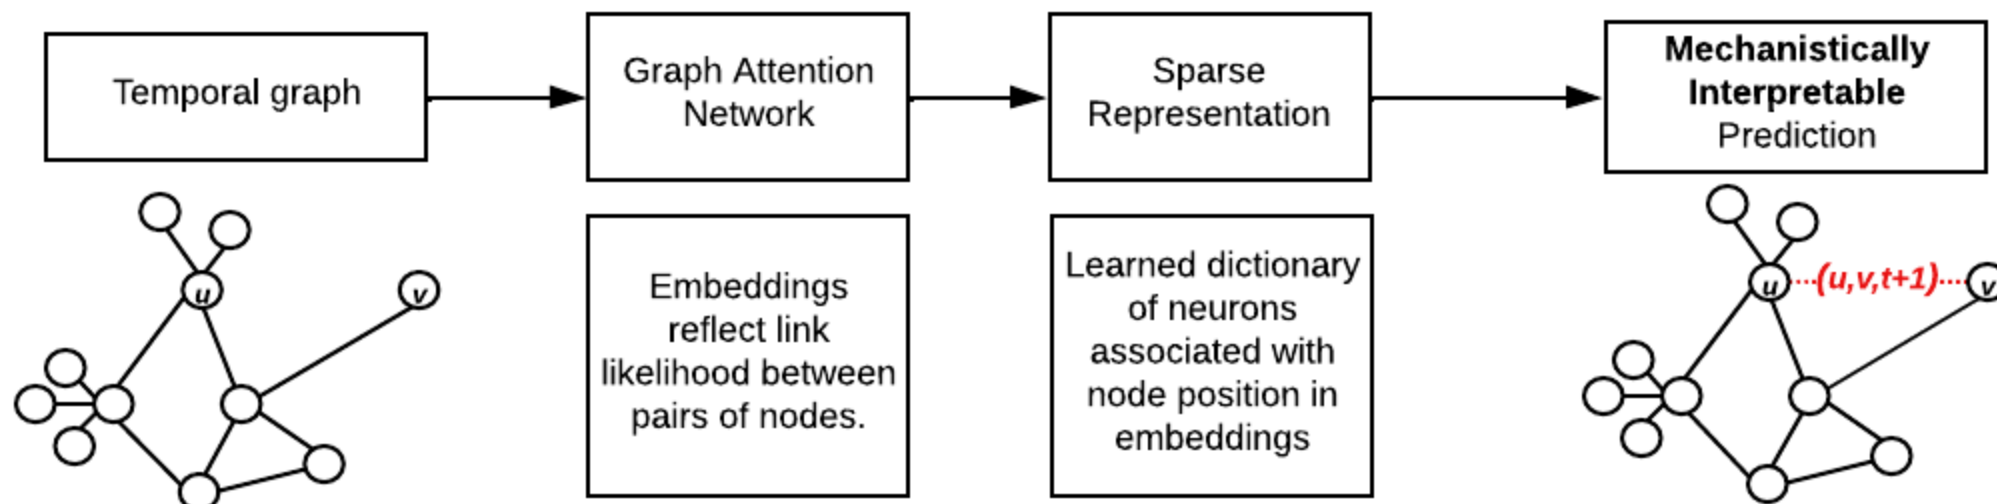 Temporal graph
Graph Attention
Network
Sparse
Representation
Mechanistically
Interpretable
Prediction
u
v
Embeddings
reflect link
likelihood between
pairs of nodes.
Learned dictionary
of neurons
associated with
node position in
embeddings
u
(u,v,t+1)
v